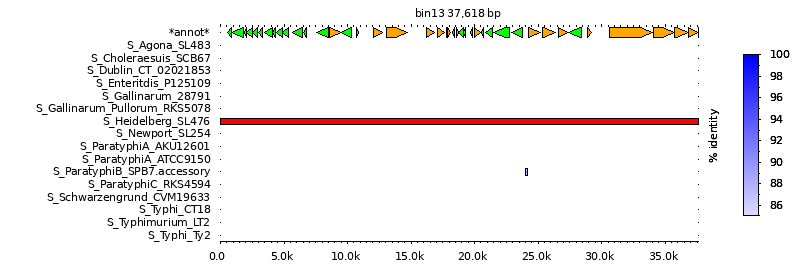 bin13 37,618 bp
*annot*
S_Agona_SL483
S_Choleraesuis_SCB67
S_Dublin_CT_02021853
S_Enteritdis_P125109
S_Gallinarum_28791
S_Gallinarum_Pullorum_RKS5078
S_Heidelberg_SL476
S_Newport_SL254
S_ParatyphiA_AKU12601
S_ParatyphiA_ATCC9150
S_ParatyphiB_SPB7.accessory
S_ParatyphiC_RKS4594
S_Schwarzengrund_CVM19633
S_Typhi_CT18
S_Typhimurium_LT2
S_Typhi_Ty2
0.0 5.0k 10.0k 15.0k 20.0k 25.0k 30.0k 35.0k
% identity
100
98
96
94
92
90
88
86